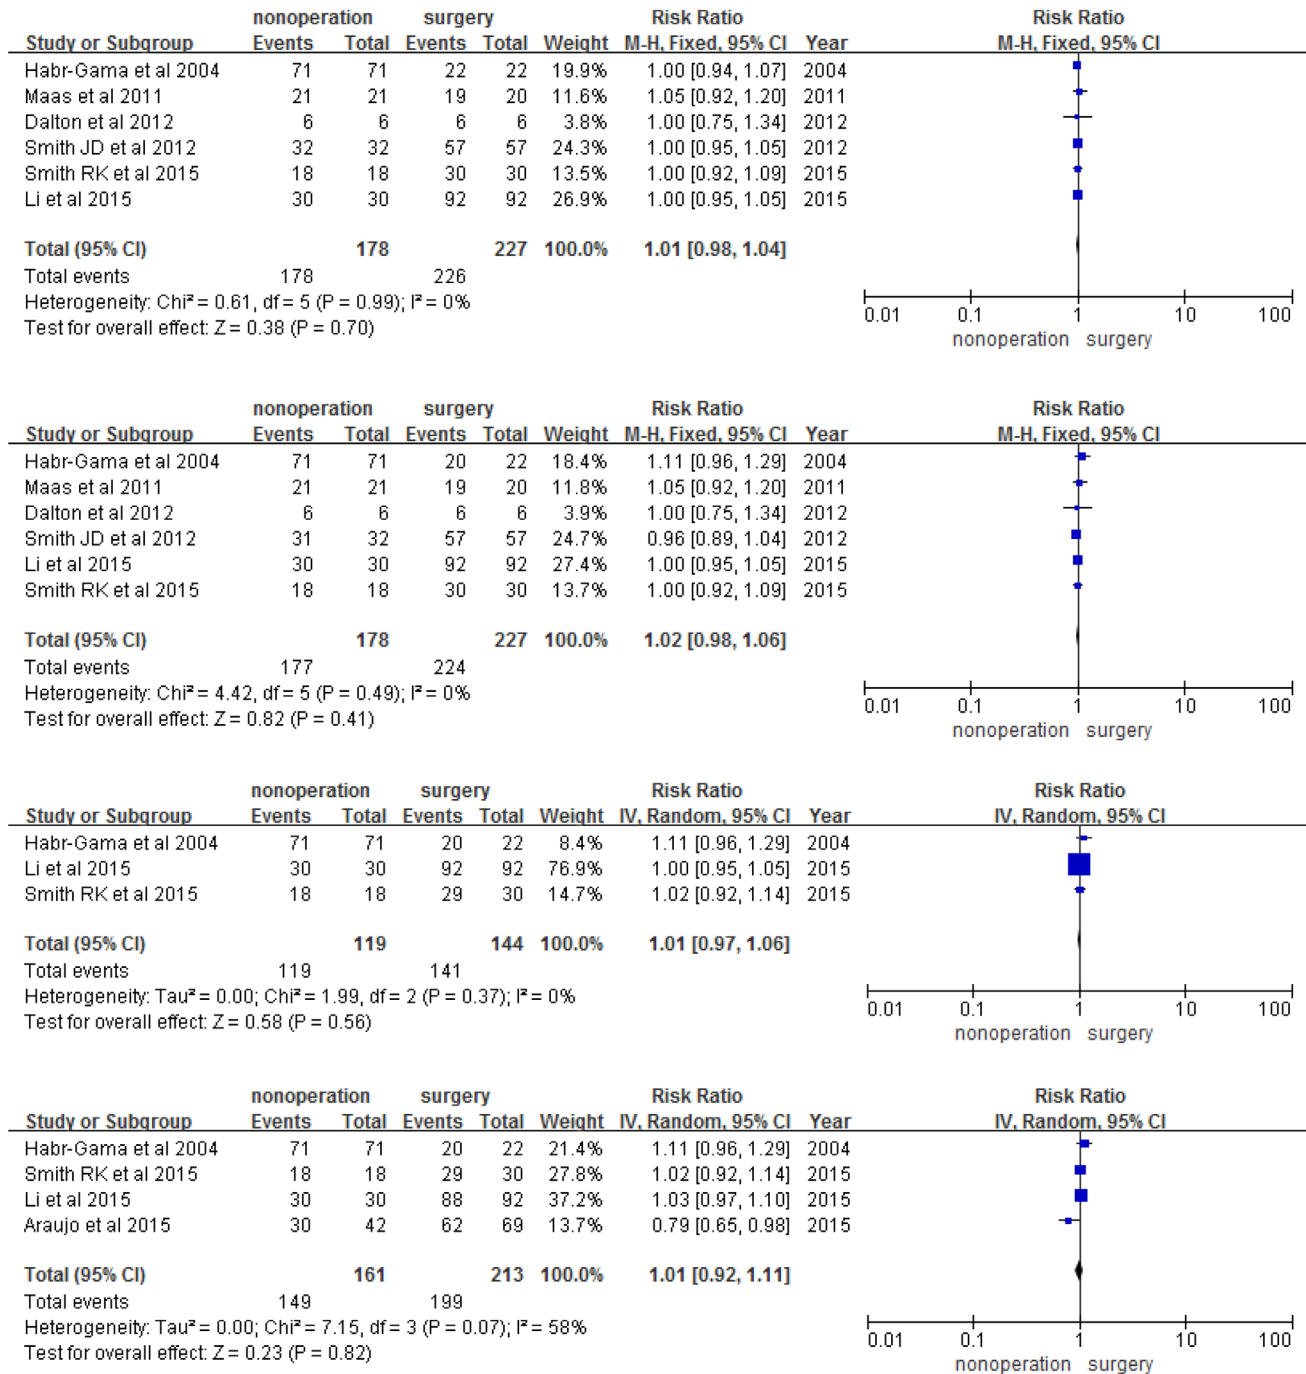 nonoperation surgery Risk Ratio Risk Ratio
Study or Subgroup Events Total Events Total Weight M-H, Fixed, 95% CI Year M-H, Fixed, 95% CI
Habr-Gama et al 2004 71 71 22 22 19.9% 1.00 [0.94, 1.07] 2004
Maas et al 2011 21 21 19 20 11.6% 1.05 [0.92, 1.20] 2011
Dalton et al 2012 6 6 6 6 3.8% 1.00 [0.75, 1.34] 2012
Smith JD et al 2012 32 32 57 57 24.3% 1.00 [0.95, 1.05] 2012
Smith RK et al 2015 18 18 30 30 13.5% 1.00 [0.92, 1.09] 2015
Li et al 2015 30 30 92 92 26.9% 1.00 [0.95, 1.05] 2015
Total (95% CI) 178 227 100.0% 1.01 [0.98, 1.04]
Total events 178 226
Heterogeneity: Chi² = 0.61, df = 5 (P = 0.99); I² = 0%
Test for overall effect: Z = 0.38 (P = 0.70)
0.01 0.1 1 10 100
nonoperation surgery
nonoperation surgery Risk Ratio Risk Ratio
Study or Subgroup Events Total Events Total Weight M-H, Fixed, 95% CI Year M-H, Fixed, 95% CI
Habr-Gama et al 2004 71 71 20 22 18.4% 1.11 [0.96, 1.29] 2004
Maas et al 2011 21 21 19 20 11.8% 1.05 [0.92, 1.20] 2011
Dalton et al 2012 6 6 6 6 3.9% 1.00 [0.75, 1.34] 2012
Smith JD et al 2012 31 32 57 57 24.7% 0.96 [0.89, 1.04] 2012
Li et al 2015 30 30 92 92 27.4% 1.00 [0.95, 1.05] 2015
Smith RK et al 2015 18 18 30 30 13.7% 1.00 [0.92, 1.09] 2015
Total (95% CI) 178 227 100.0% 1.02 [0.98, 1.06]
Total events 177 224
Heterogeneity: Chi² = 4.42, df = 5 (P = 0.49); I² = 0%
Test for overall effect: Z = 0.82 (P = 0.41)
0.01 0.1 1 10 100
nonoperation surgery
nonoperation surgery Risk Ratio Risk Ratio
Study or Subgroup Events Total Events Total Weight IV, Random, 95% CI Year IV, Random, 95% CI
Habr-Gama et al 2004 71 71 20 22 8.4% 1.11 [0.96, 1.29] 2004
Li et al 2015 30 30 92 92 76.9% 1.00 [0.95, 1.05] 2015
Smith RK et al 2015 18 18 29 30 14.7% 1.02 [0.92, 1.14] 2015
Total (95% CI) 119 144 100.0% 1.01 [0.97, 1.06]
Total events 119 141
Heterogeneity: Tau² = 0.00; Chi² = 1.99, df = 2 (P = 0.37); I² = 0%
Test for overall effect: Z = 0.58 (P = 0.56)
0.01 0.1 1 10 100
nonoperation surgery
nonoperation surgery Risk Ratio Risk Ratio
Study or Subgroup Events Total Events Total Weight IV, Random, 95% CI Year IV, Random, 95% CI
Habr-Gama et al 2004 71 71 20 22 21.4% 1.11 [0.96, 1.29] 2004
Smith RK et al 2015 18 18 29 30 27.8% 1.02 [0.92, 1.14] 2015
Li et al 2015 30 30 88 92 37.2% 1.03 [0.97, 1.10] 2015
Araujo et al 2015 30 42 62 69 13.7% 0.79 [0.65, 0.98] 2015
Total (95% CI) 161 213 100.0% 1.01 [0.92, 1.11]
Total events 149 199
Heterogeneity: Tau² = 0.00; Chi² = 7.15, df = 3 (P = 0.07); I² = 58%
Test for overall effect: Z = 0.23 (P = 0.82)
0.01 0.1 1 10 100
nonoperation surgery